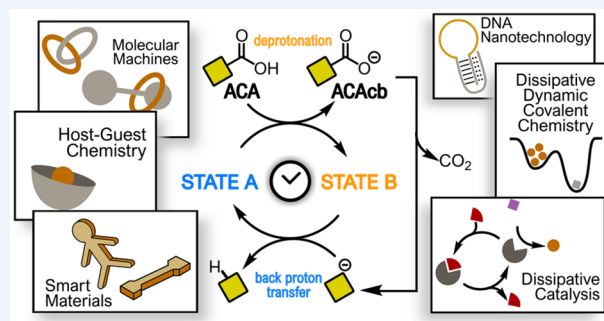 Molecular
Machines
Host-Guest
Chemistry
Smart
Materials
deprotonation
O
OH
ACA
O
O⊖
ACAcb
STATE A
STATE B
CO₂
H
⊖
back proton
transfer
DNA
Nanotechnology
Dissipative
Dynamic
Covalent
Chemistry
Dissipative
Catalysis